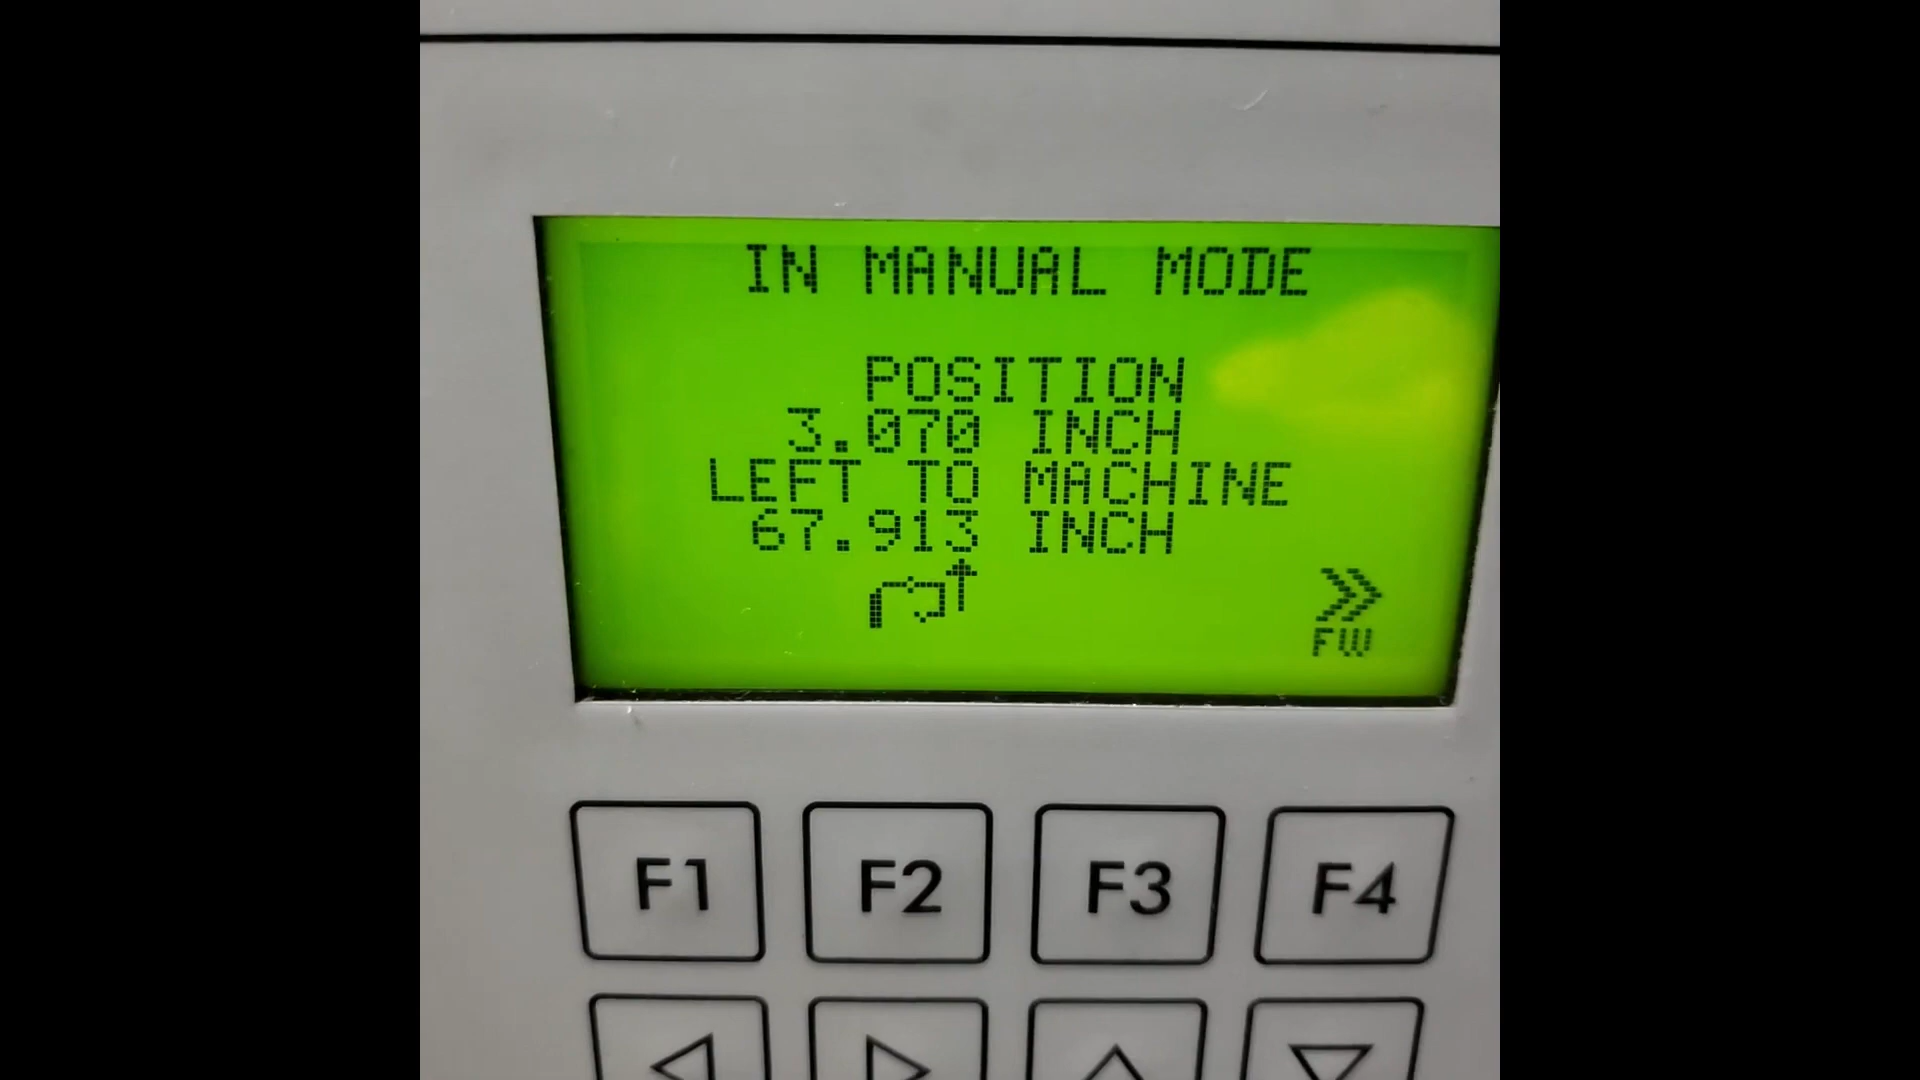 IN MANUAL MODE
POSITION
3.070 INCH
LEFT TO MACHINE
67.913 INCH
FW
F1 F2 F3 F4